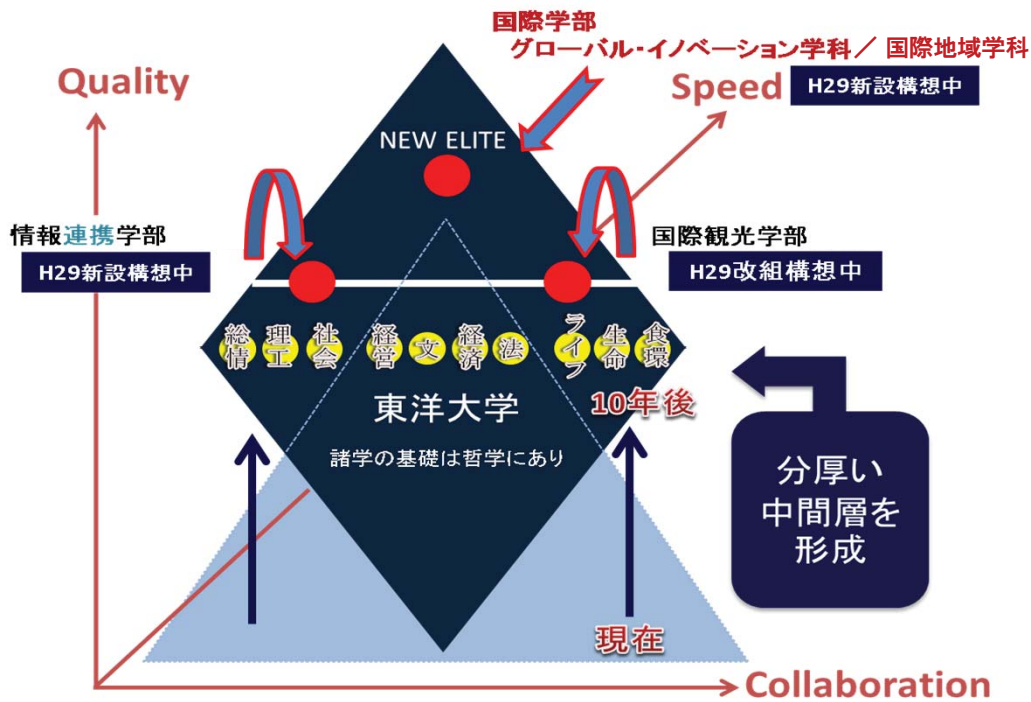 国際学部
グローバル・イノベーション学科／国際地域学科
Quality
Speed
H29新設構想中
NEW ELITE
情報連携学部
H29新設構想中
国際観光学部
H29改組構想中
総情
理工
社会
経営
文
経済
法
ライフ
生命
食環
東洋大学
10年後
諸学の基礎は哲学にあり
分厚い
中間層を
形成
現在
Collaboration